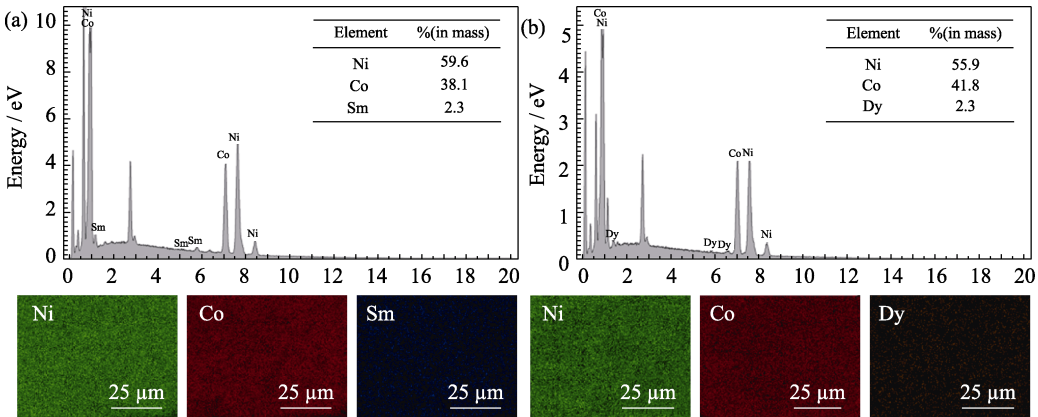 (a)
Energy / eV
10
8
6
4
2
0
Ni
Co
Sm
Sm Sm
Co
Ni
Ni
Element %(in mass)
Ni 59.6
Co 38.1
Sm 2.3
0 2 4 6 8 10 12 14 16 18 20
(b)
Energy / eV
5
4
3
2
1
0
Co
Ni
Dy
Dy Dy
Co Ni
Ni
Element %(in mass)
Ni 55.9
Co 41.8
Dy 2.3
0 2 4 6 8 10 12 14 16 18 20
Ni
25 µm
Co
25 µm
Sm
25 µm
Ni
25 µm
Co
25 µm
Dy
25 µm